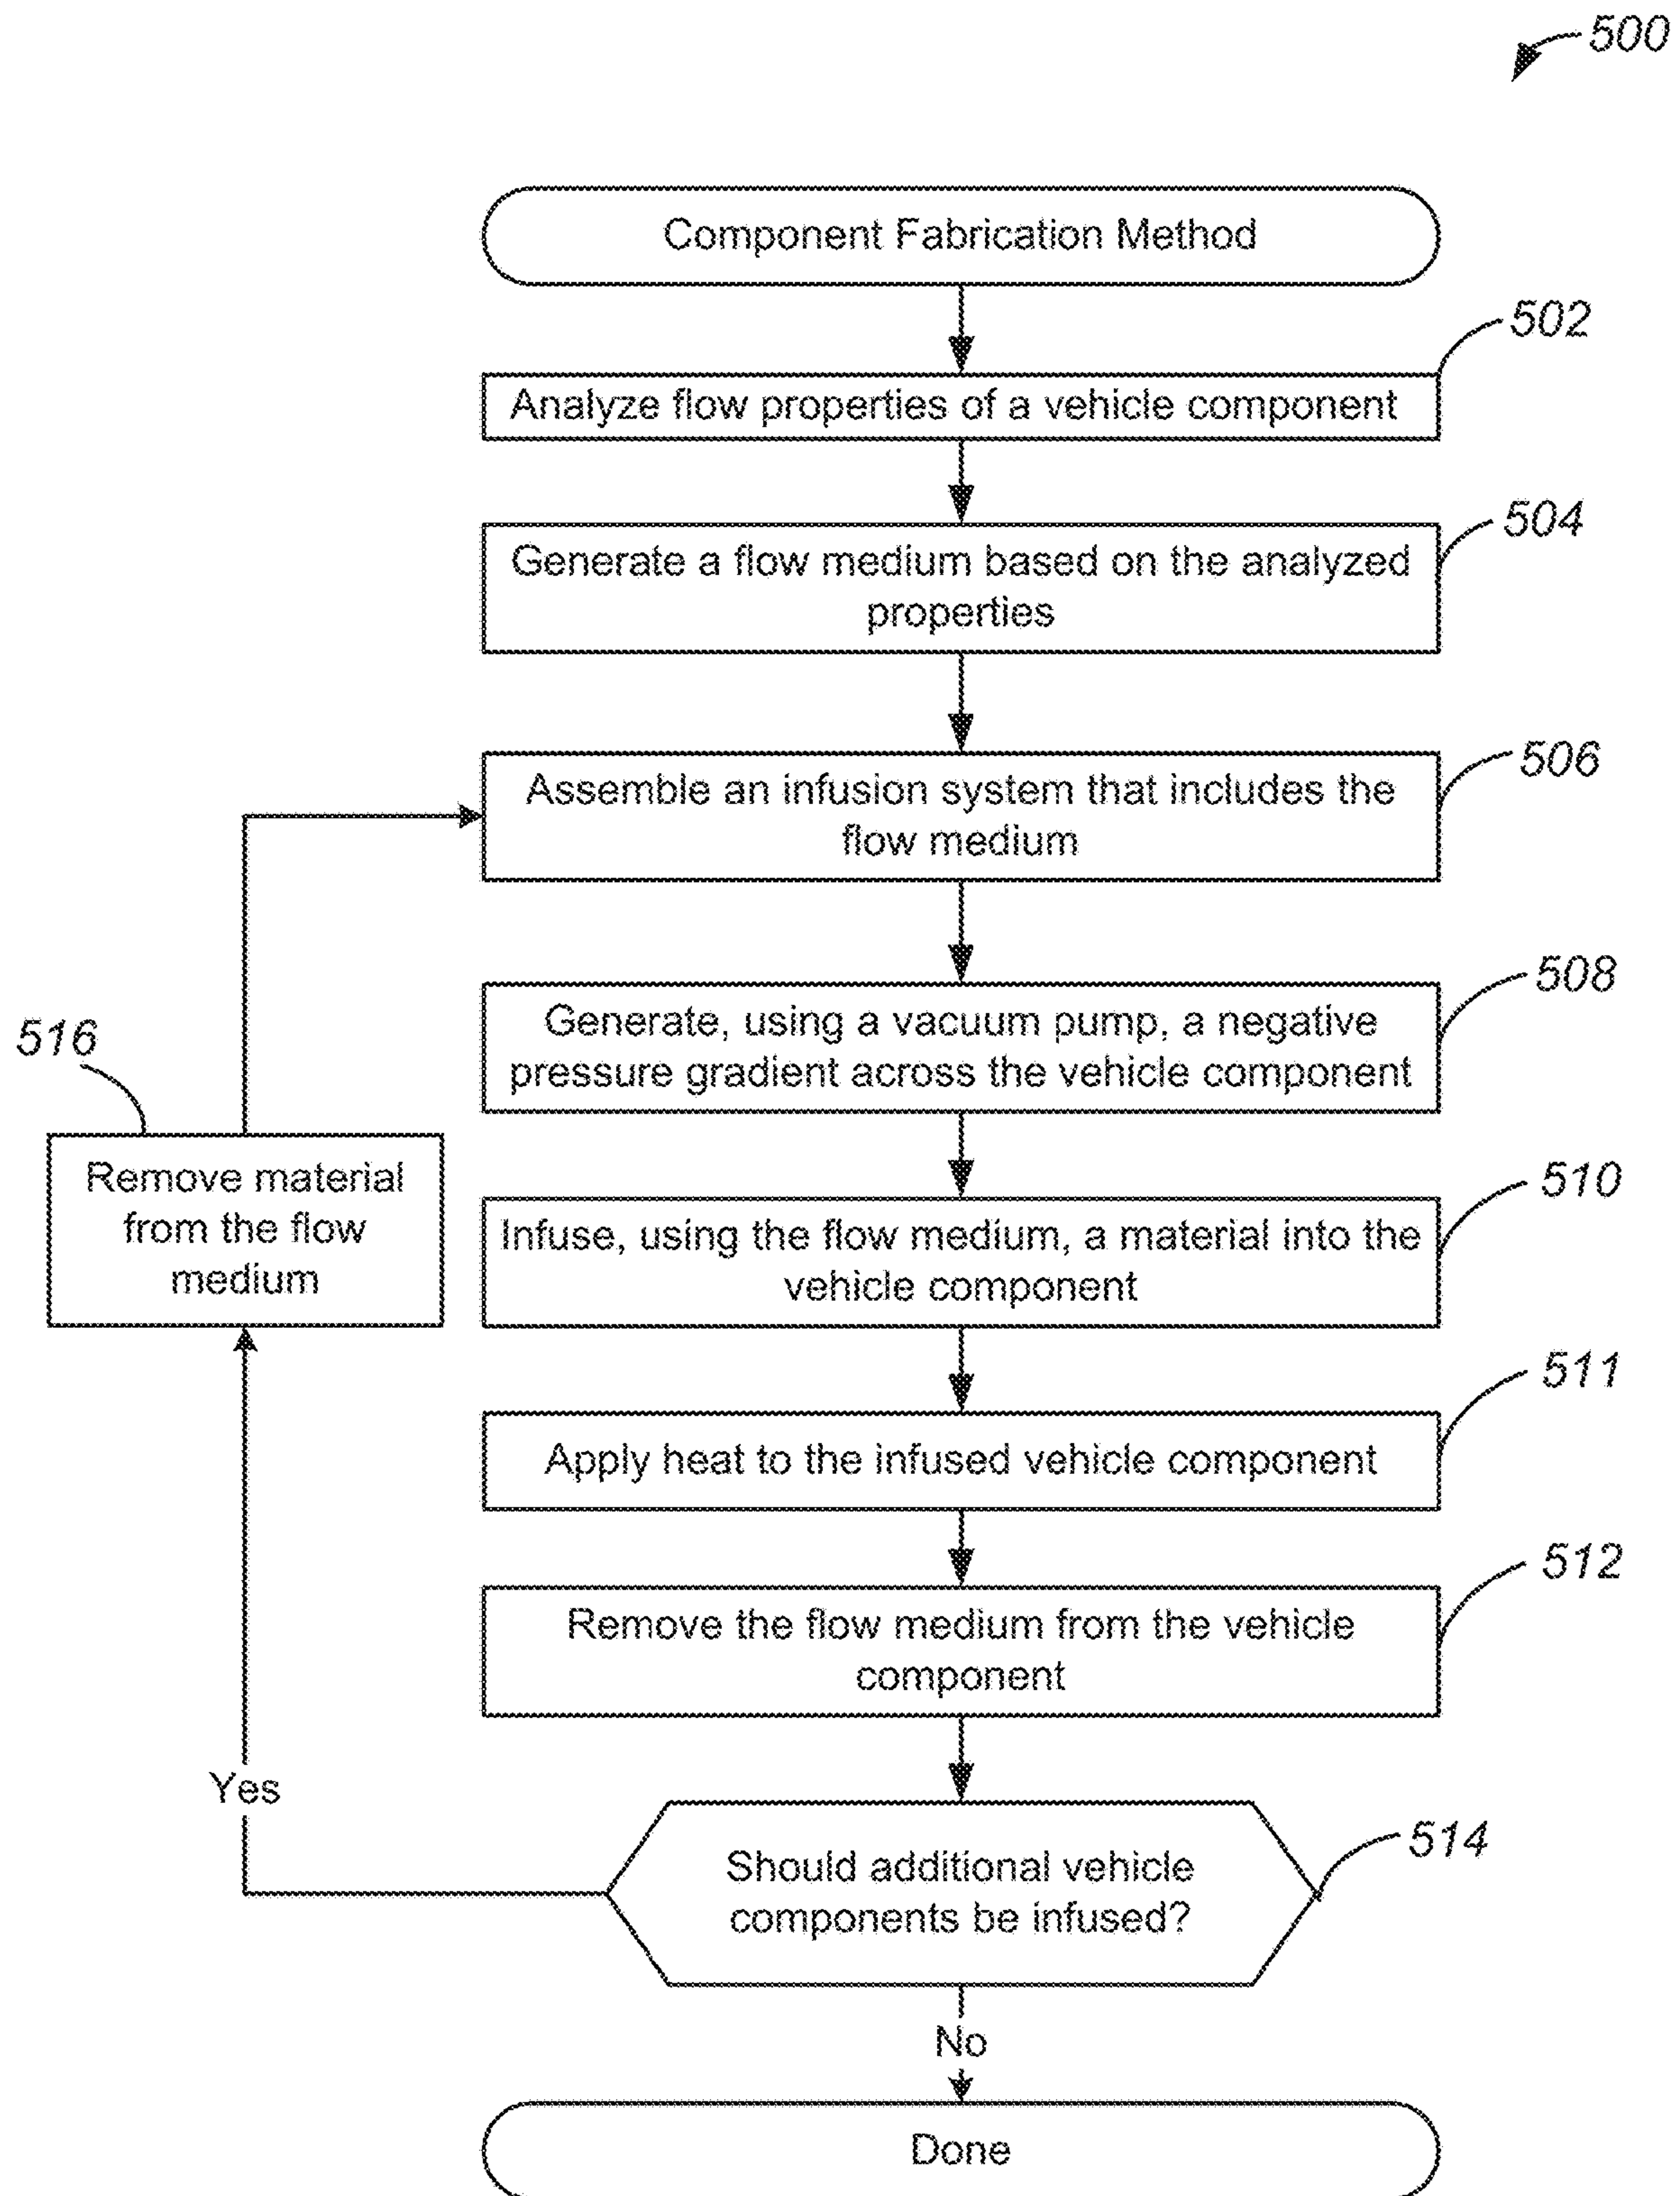 500
Component Fabrication Method
502
Analyze flow properties of a vehicle component
504
Generate a flow medium based on the analyzed
properties
506
Assemble an infusion system that includes the
flow medium
508
Generate, using a vacuum pump, a negative
pressure gradient across the vehicle component
516
Remove material
from the flow
medium
510
Infuse, using the flow medium, a material into the
vehicle component
511
Apply heat to the infused vehicle component
512
Remove the flow medium from the vehicle
component
Yes
514
Should additional vehicle
components be infused?
No
Done